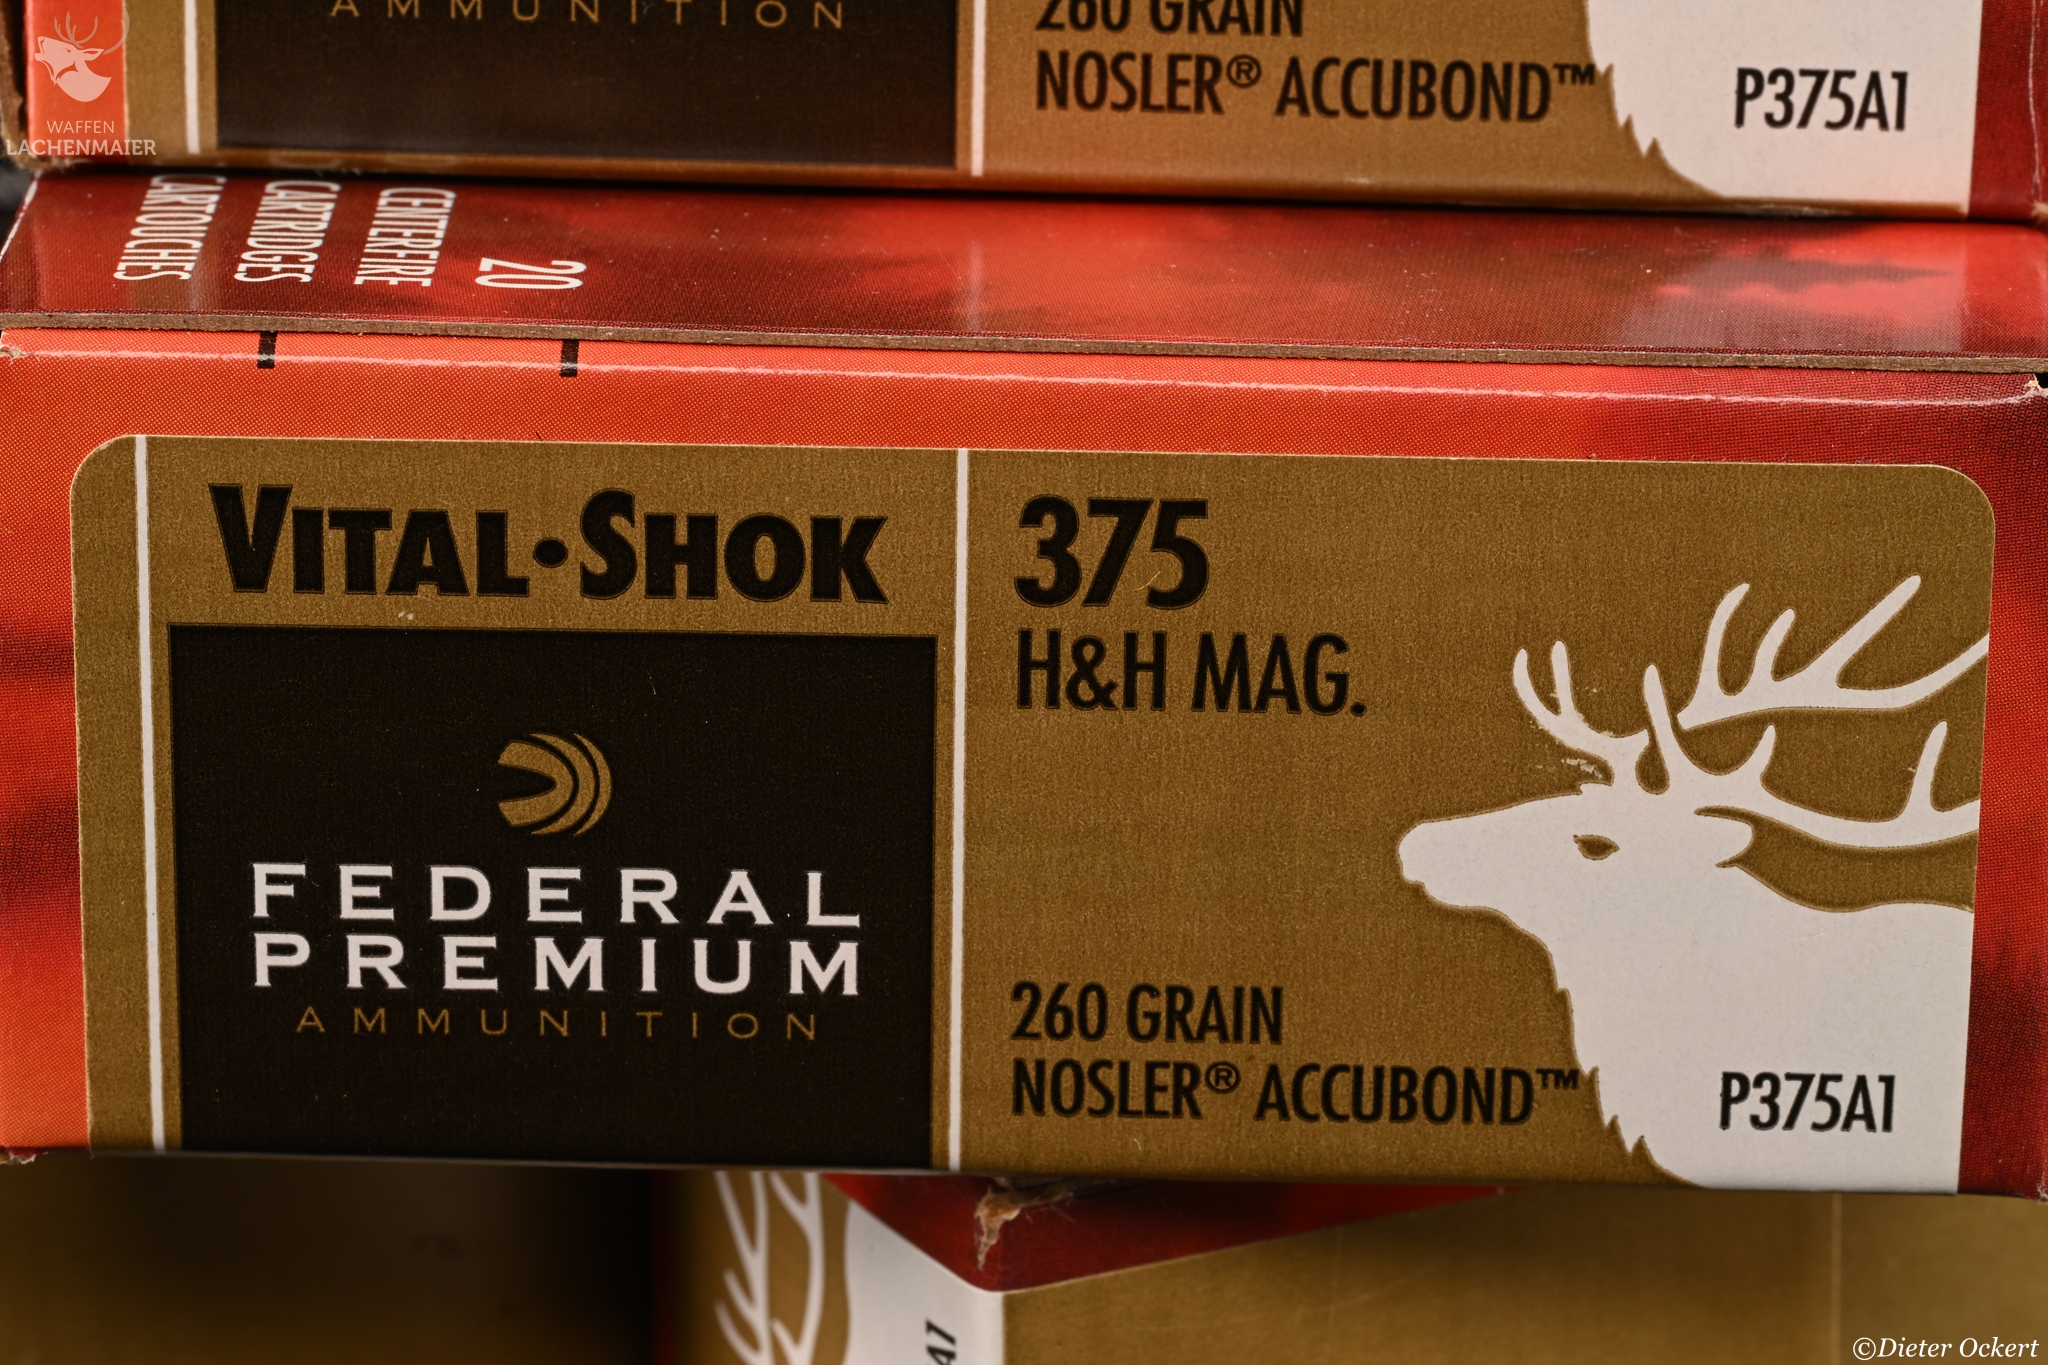 AMMUNITION
260 GRAIN
NOSLER® ACCUBOND™
P375A1
WAFFEN
LACHENMAIER
20
CENTERFIRE
CARTRIDGES
CARTOUCHES
VITAL•SHOK
FEDERAL
PREMIUM
AMMUNITION
375
H&H MAG.
260 GRAIN
NOSLER® ACCUBOND™
P375A1
A1
©Dieter Ockert